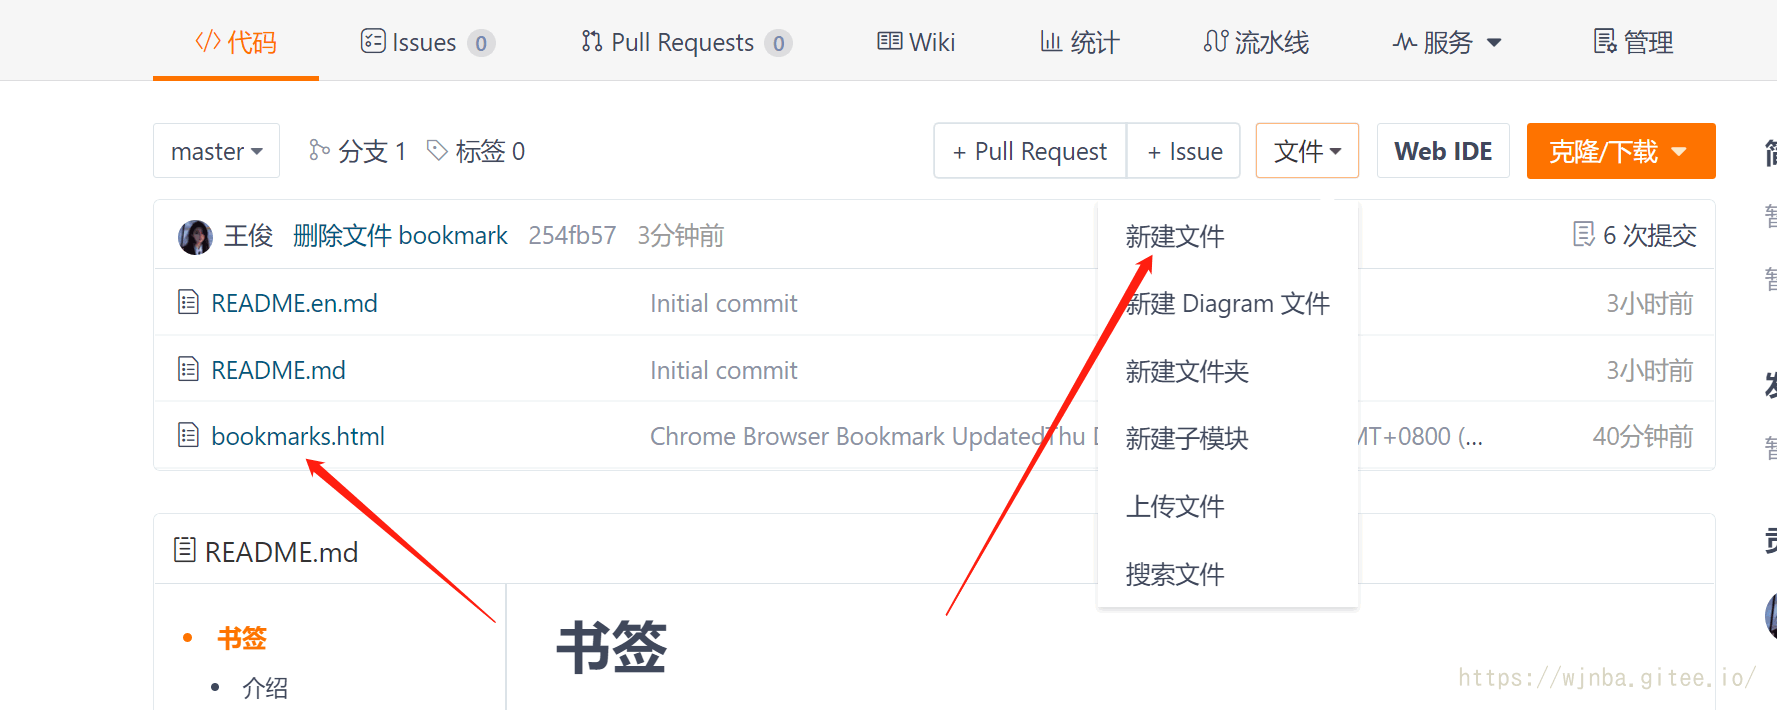 代码 Issues 0 Pull Requests 0 Wiki 统计 流水线 服务 管理
master 分支 1 标签 0 + Pull Request + Issue 文件 Web IDE 克隆/下载
王俊 删除文件 bookmark 254fb57 3分钟前 6 次提交
新建文件
README.en.md Initial commit 3小时前
新建 Diagram 文件
README.md Initial commit 3小时前
新建文件夹
bookmarks.html Chrome Browser Bookmark UpdatedThu MT+0800 (... 40分钟前
新建子模块
上传文件
搜索文件
README.md
书签
介绍
书签
https://wjnba.gitee.io/